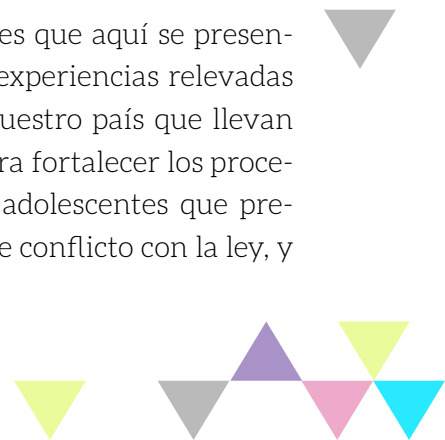 es que aquí se presen-
experiencias relevadas
uestro país que llevan
ra fortalecer los proce-
adolescentes que pre-
e conflicto con la ley, y